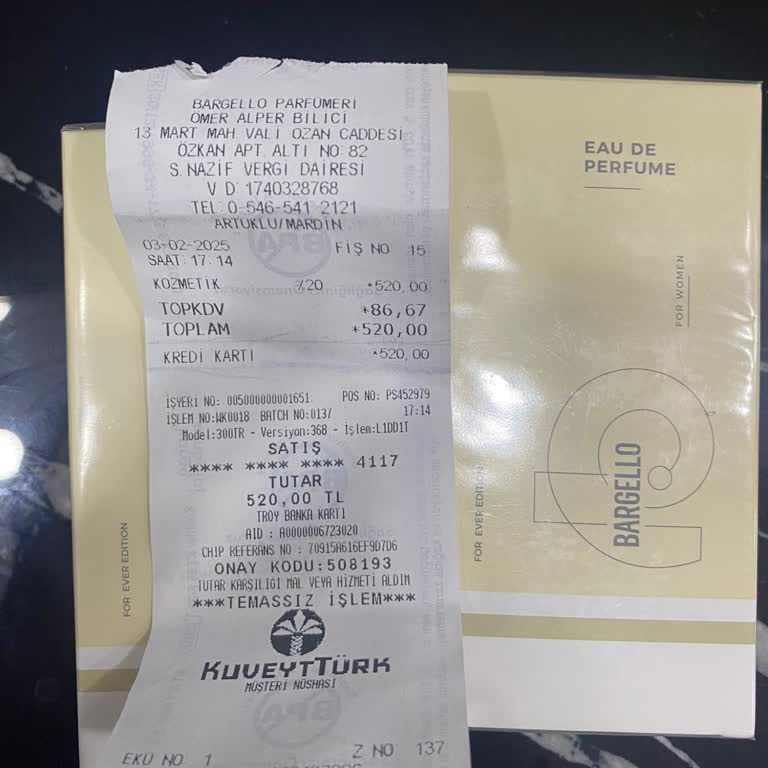 BARGELLO PARFÜMERİ
ÖMER ALPER BİLİCİ
13 MART MAH. VALİ OZAN CADDESİ
ÖZKAN APT. ALTI NO: 82
S.NAZİF VERGİ DAİRESİ
V.D: 1740328768
TEL: 0-546-541 2121
ARTUKLU/MARDİN
03-02-2025 FİŞ NO 15
SAAT: 17:14
KOZMETİK %20 *520,00
TOPKDV *86,67
TOPLAM *520,00
KREDİ KARTI *520,00
İŞYERİ NO: 005000000001651 POS NO: PS452979
İŞLEM NO:WK0018 BATCH NO:0137 17:14
Model:300TR - Versiyon:368 - İşlem:L1DD1T
SATIŞ
**** **** **** 4117
TUTAR
520,00 TL
TROY BANKA KARTI
AID : A0000006723020
CHIP REFERANS NO : 70915A616EF9D7D6
ONAY KODU:508193
TUTAR KARŞILIĞI MAL VEYA HİZMETİ ALDIM
***TEMASSIZ İŞLEM***
KUVEYTTÜRK
MÜŞTERİ NÜSHASI
EKÜ NO 1 Z NO 137
EAU DE
PERFUME
FOR WOMEN
BARGELLO
FOR EVER EDITION
FOR EVER EDITION